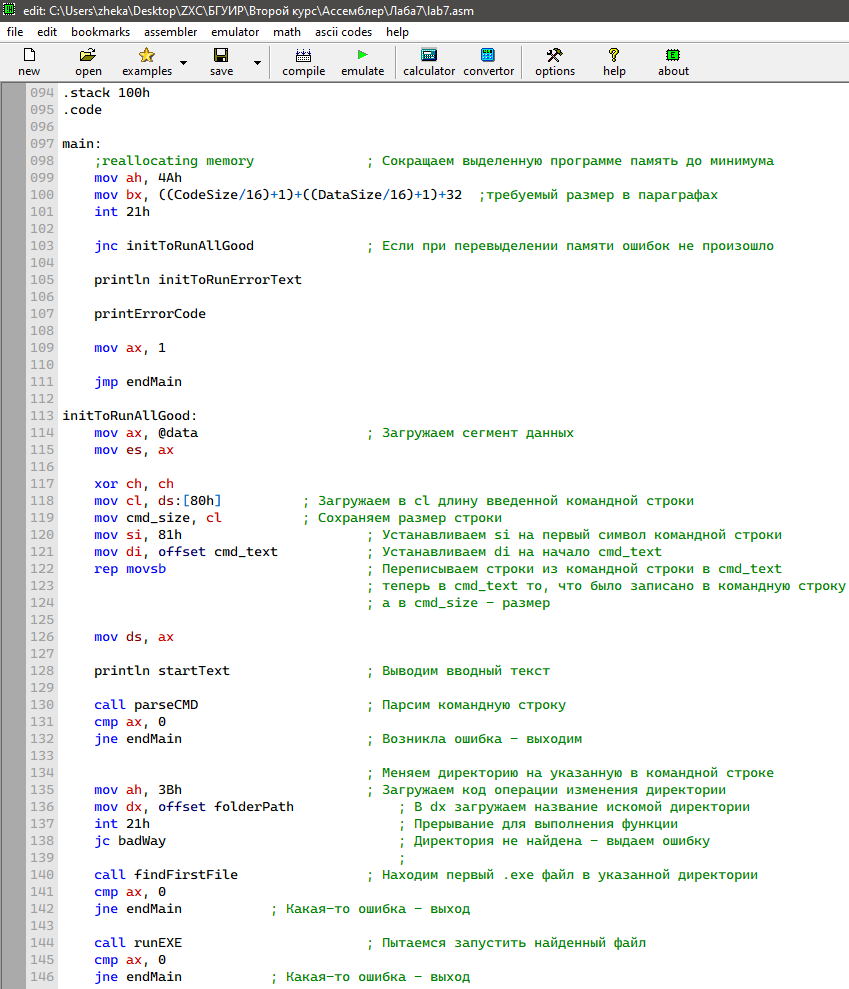 edit: C:\Users\zheka\Desktop\ZXC\БГУИР\Второй курс\Ассемблер\Лаба7\lab7.asm
file edit bookmarks assembler emulator math ascii codes help
new open examples save compile emulate calculator convertor options help about
094 .stack 100h
095 .code
096
097 main:
098 ;reallocating memory ; Сокращаем выделенную программе память до минимума
099 mov ah, 4Ah
100 mov bx, ((CodeSize/16)+1)+((DataSize/16)+1)+32 ;требуемый размер в параграфах
101 int 21h
102
103 jnc initToRunAllGood ; Если при перевыделении памяти ошибок не произошло
104
105 println initToRunErrorText
106
107 printErrorCode
108
109 mov ax, 1
110
111 jmp endMain
112
113 initToRunAllGood:
114 mov ax, @data ; Загружаем сегмент данных
115 mov es, ax
116
117 xor ch, ch
118 mov cl, ds:[80h] ; Загружаем в cl длину введенной командной строки
119 mov cmd_size, cl ; Сохраняем размер строки
120 mov si, 81h ; Устанавливаем si на первый символ командной строки
121 mov di, offset cmd_text ; Устанавливаем di на начало cmd_text
122 rep movsb ; Переписываем строки из командной строки в cmd_text
123 ; теперь в cmd_text то, что было записано в командную строку
124 ; а в cmd_size - размер
125
126 mov ds, ax
127
128 println startText ; Выводим вводный текст
129
130 call parseCMD ; Парсим командную строку
131 cmp ax, 0
132 jne endMain ; Возникла ошибка - выходим
133
134 ; Меняем директорию на указанную в командной строке
135 mov ah, 3Bh ; Загружаем код операции изменения директории
136 mov dx, offset folderPath ; В dx загружаем название искомой директории
137 int 21h ; Прерывание для выполнения функции
138 jc badWay ; Директория не найдена - выдаем ошибку
139 ;
140 call findFirstFile ; Находим первый .exe файл в указанной директории
141 cmp ax, 0
142 jne endMain ; Какая-то ошибка - выход
143
144 call runEXE ; Пытаемся запустить найденный файл
145 cmp ax, 0
146 jne endMain ; Какая-то ошибка - выход